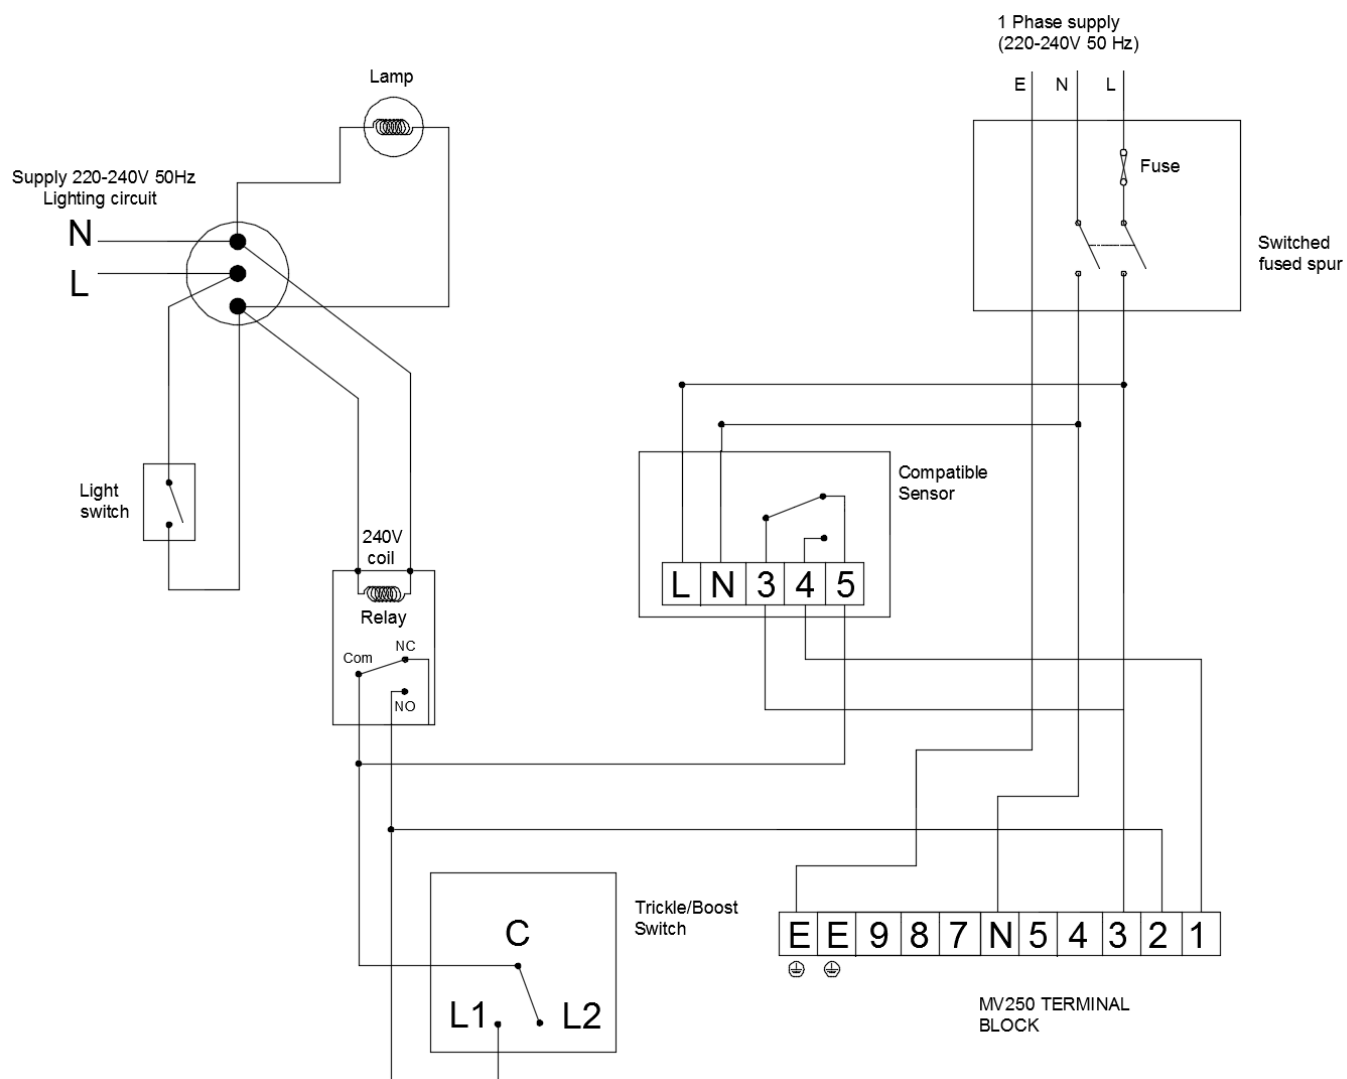 1 Phase supply
(220-240V 50 Hz)
E N L
Fuse
Switched
fused spur
Lamp
Supply 220-240V 50Hz
Lighting circuit
N
L
Light
switch
240V
coil
Relay
NC
Com
NO
Compatible
Sensor
L N 3 4 5
Trickle/Boost
Switch
C
L1 L2
E E 9 8 7 N 5 4 3 2 1
MV250 TERMINAL
BLOCK